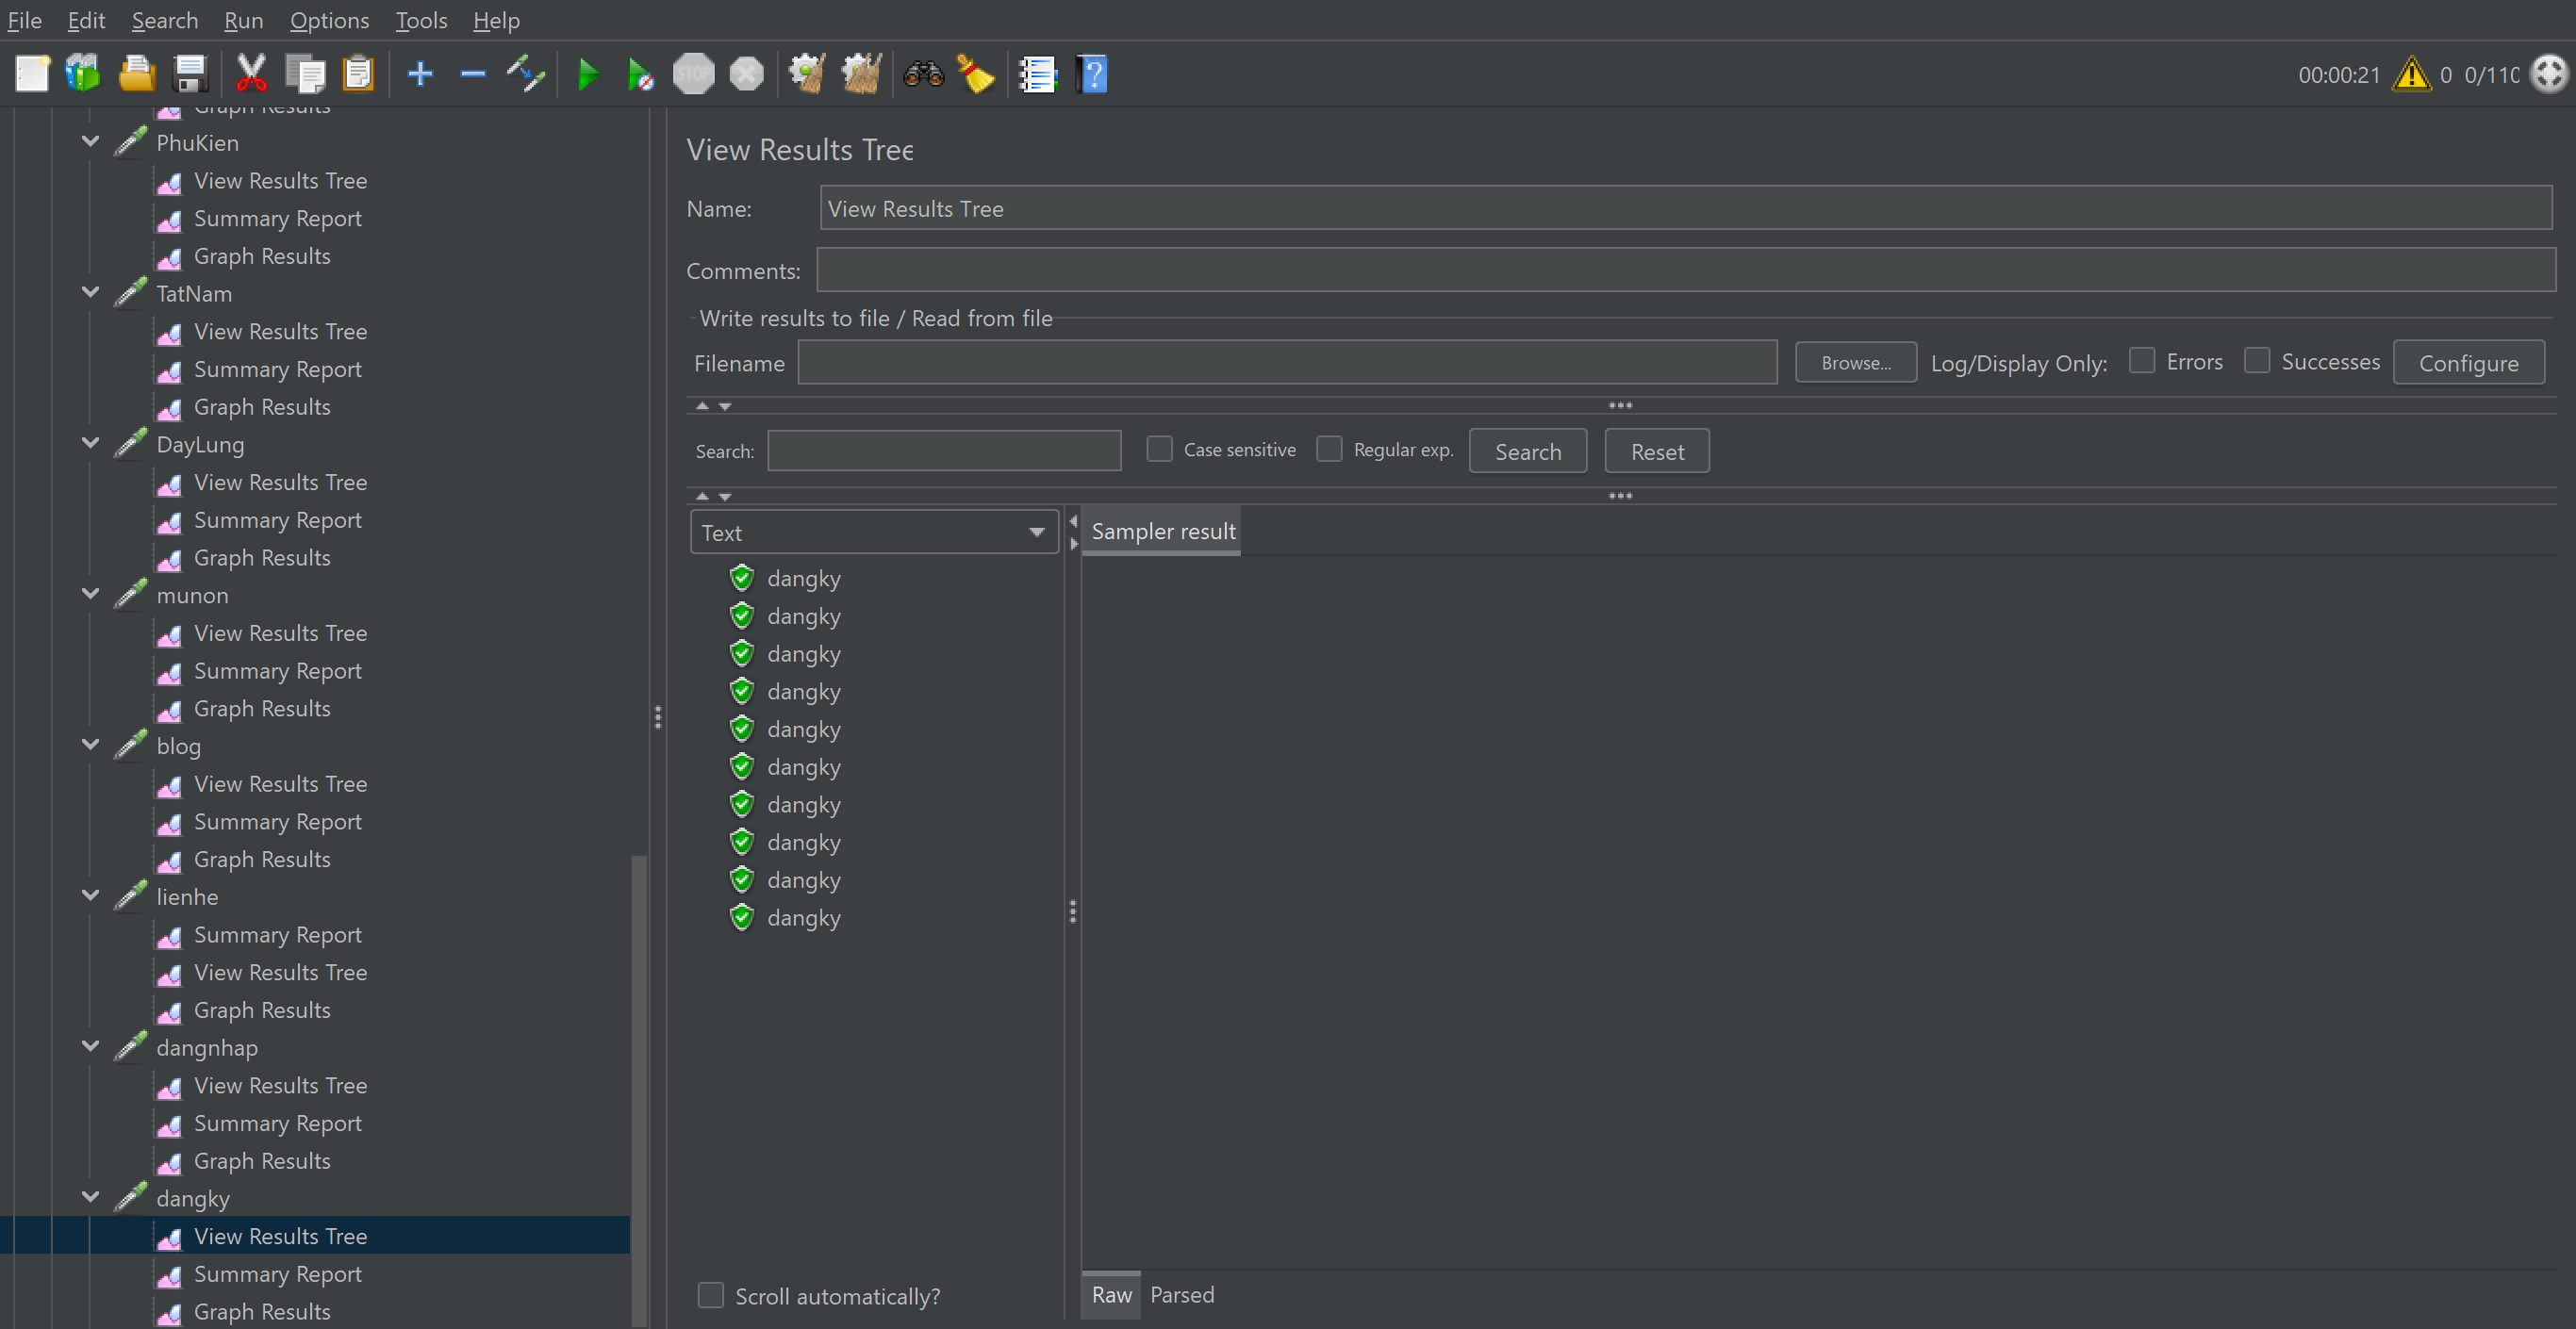 File Edit Search Run Options Tools Help
STOP
00:00:21 0 0/110
Graph Results
PhuKien
View Results Tree
Summary Report
Graph Results
TatNam
View Results Tree
Summary Report
Graph Results
DayLung
View Results Tree
Summary Report
Graph Results
munon
View Results Tree
Summary Report
Graph Results
blog
View Results Tree
Summary Report
Graph Results
lienhe
Summary Report
View Results Tree
Graph Results
dangnhap
View Results Tree
Summary Report
Graph Results
dangky
View Results Tree
Summary Report
Graph Results
View Results Tree
Name: View Results Tree
Comments:
Write results to file / Read from file
Filename Browse... Log/Display Only: Errors Successes Configure
Search: Case sensitive Regular exp. Search Reset
Text
dangky
dangky
dangky
dangky
dangky
dangky
dangky
dangky
dangky
dangky
Scroll automatically?
Sampler result
Raw Parsed